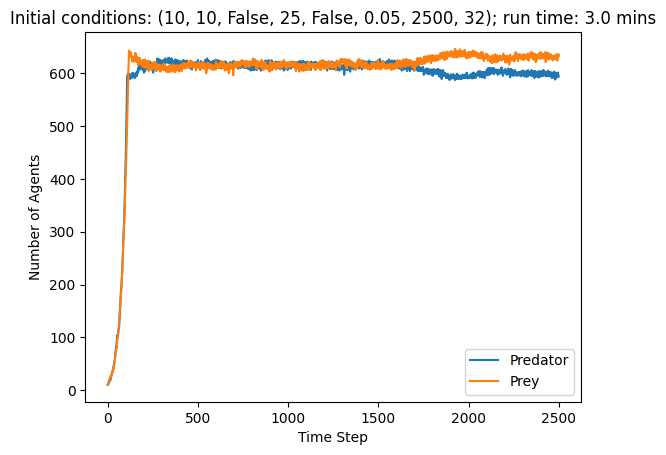 Initial conditions: (10, 10, False, 25, False, 0.05, 2500, 32); run time: 3.0 mins
600
500
400
300
200
100
0
Number of Agents
Predator
Prey
0 500 1000 1500 2000 2500
Time Step